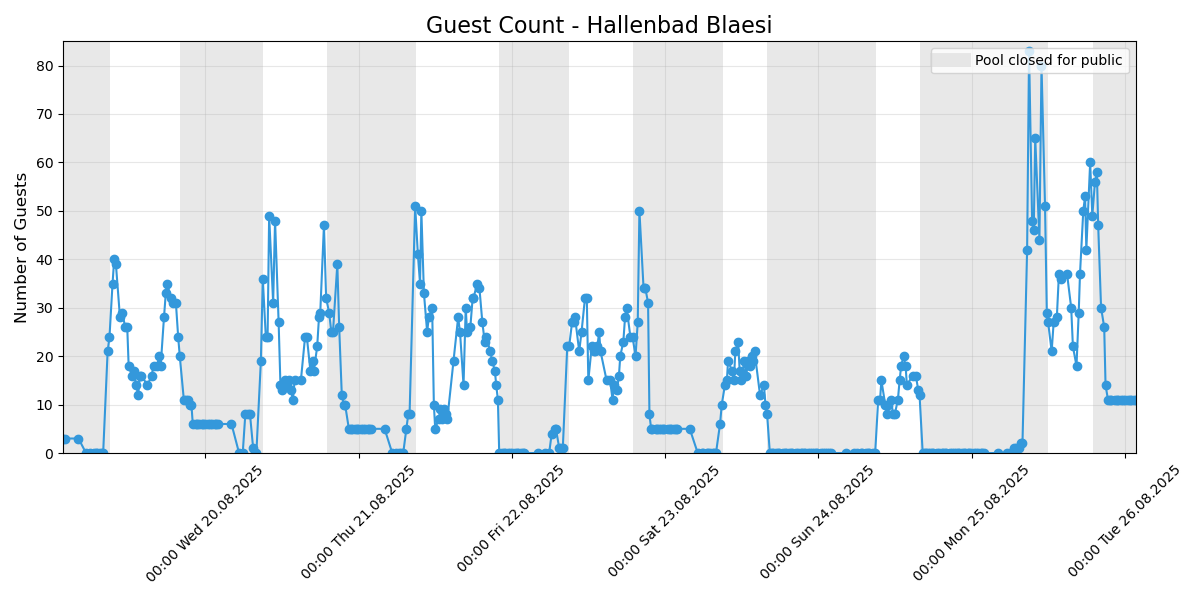 Guest Count - Hallenbad Blaesi
Pool closed for public
Number of Guests
80
70
60
50
40
30
20
10
0
00:00 Wed 20.08.2025
00:00 Thu 21.08.2025
00:00 Fri 22.08.2025
00:00 Sat 23.08.2025
00:00 Sun 24.08.2025
00:00 Mon 25.08.2025
00:00 Tue 26.08.2025